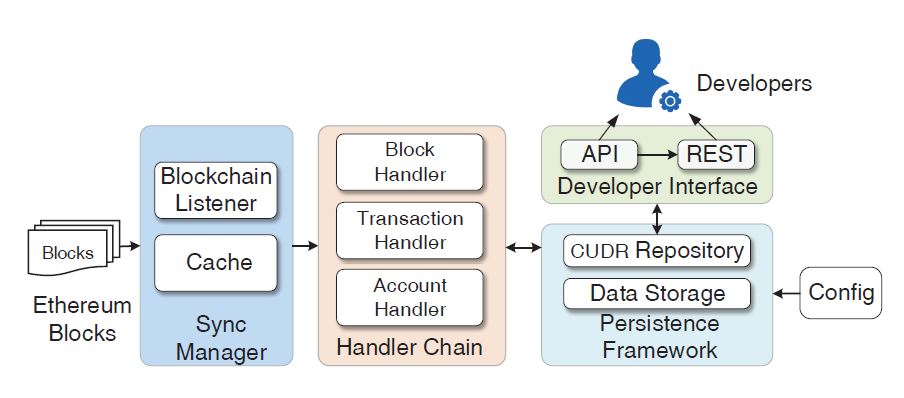 Developers
API
REST
Developer Interface
Block
Handler
Blockchain
Listener
Transaction
Handler
Cache
Account
Handler
Blocks
Ethereum
Blocks
Sync
Manager
Handler Chain
CUDR Repository
Data Storage
Persistence
Framework
Config